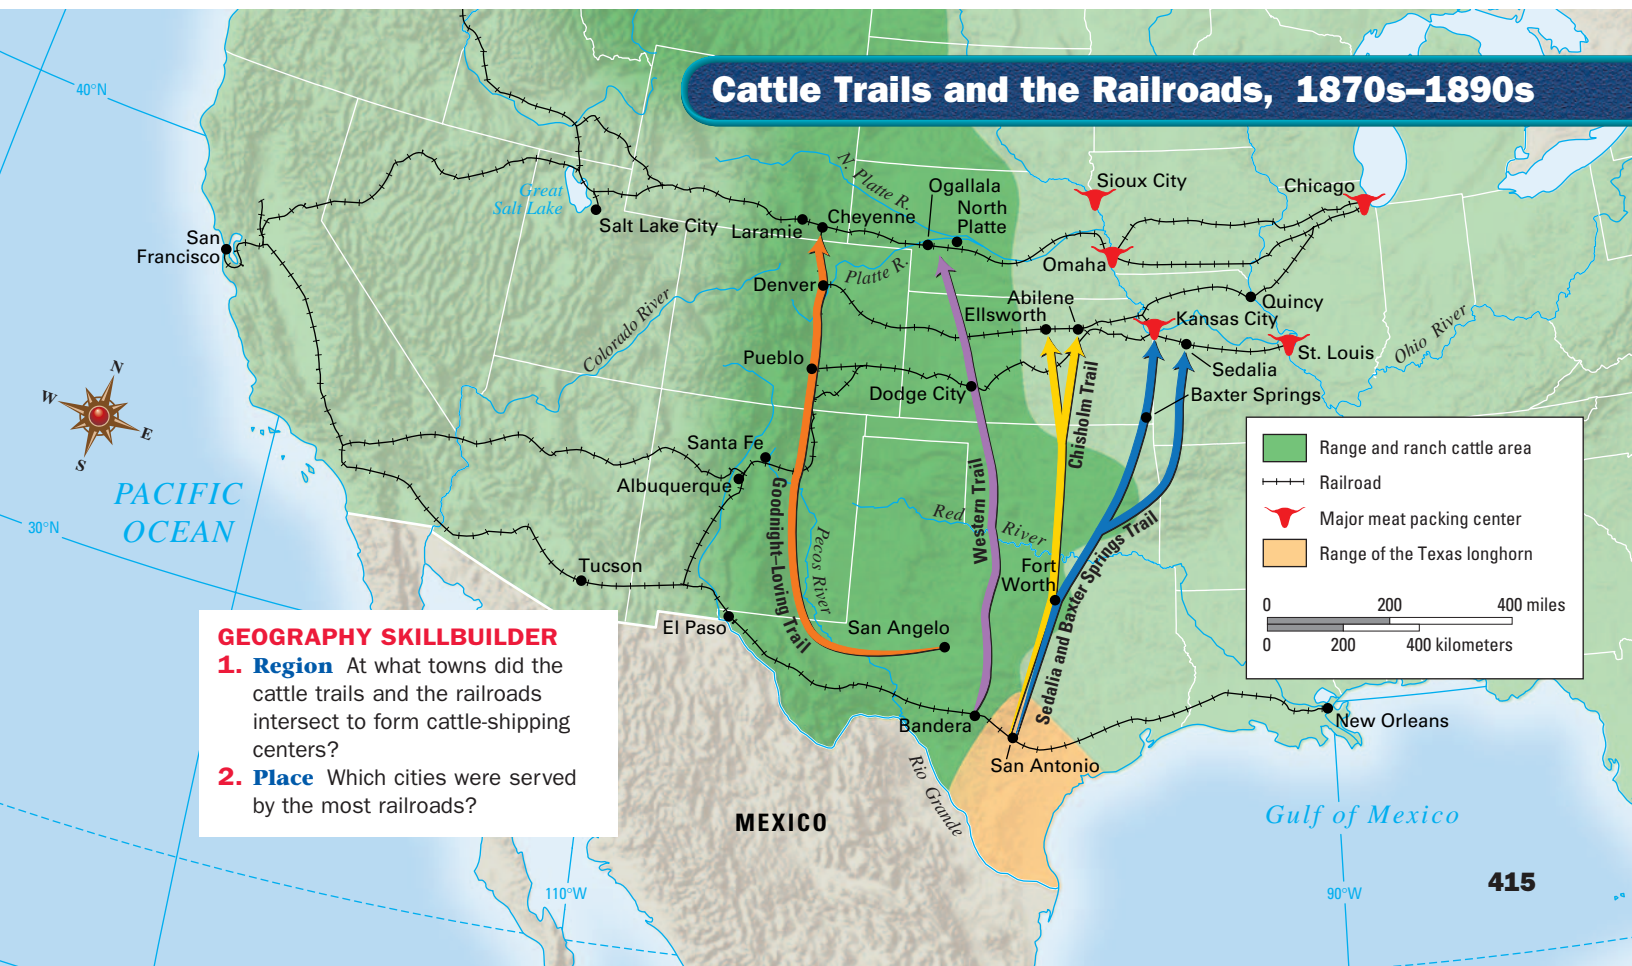 Cattle Trails and the Railroads, 1870s–1890s
40°N
N. Platte R.
Ogallala
North
Platte
Sioux City
Chicago
Great
Salt Lake
Salt Lake City
Laramie
Cheyenne
San
Francisco
Omaha
Platte R.
Denver
Abilene
Ellsworth
Quincy
Kansas City
Colorado River
Ohio River
St. Louis
Pueblo
Sedalia
Dodge City
Baxter Springs
Chisholm Trail
N
W
E
S
Santa Fe
Albuquerque
PACIFIC
OCEAN
30°N
Goodnight–Loving Trail
Pecos River
Western Trail
Red
River
Fort
Worth
Sedalia and Baxter Springs Trail
Tucson
El Paso
San Angelo
Bandera
San Antonio
New Orleans
Rio Grande
MEXICO
Gulf of Mexico
110°W
90°W
Range and ranch cattle area
Railroad
Major meat packing center
Range of the Texas longhorn
0 200 400 miles
0 200 400 kilometers
GEOGRAPHY SKILLBUILDER
1. Region At what towns did the
cattle trails and the railroads
intersect to form cattle-shipping
centers?
2. Place Which cities were served
by the most railroads?
415